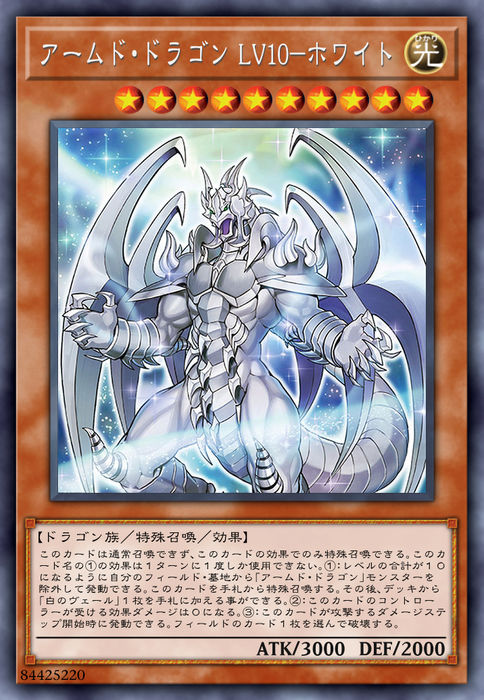 アームド・ドラゴン LV10－ホワイト
ひかり
光
【ドラゴン族／特殊召喚／効果】
このカードは通常召喚できず、このカードの効果でのみ特殊召喚できる。このカ
ード名の①の効果は１ターンに１度しか使用できない。①：レベルの合計が１０
になるように自分のフィールド・墓地から「アームド・ドラゴン」モンスターを
除外して発動できる。このカードを手札から特殊召喚する。その後、デッキから
「白のヴェール」１枚を手札に加える事ができる。②：このカードのコントロー
ラーが受ける効果ダメージは０になる。③：このカードが攻撃するダメージステ
ップ開始時に発動できる。フィールドのカード１枚を選んで破壊する。
ATK/3000 DEF/2000
84425220